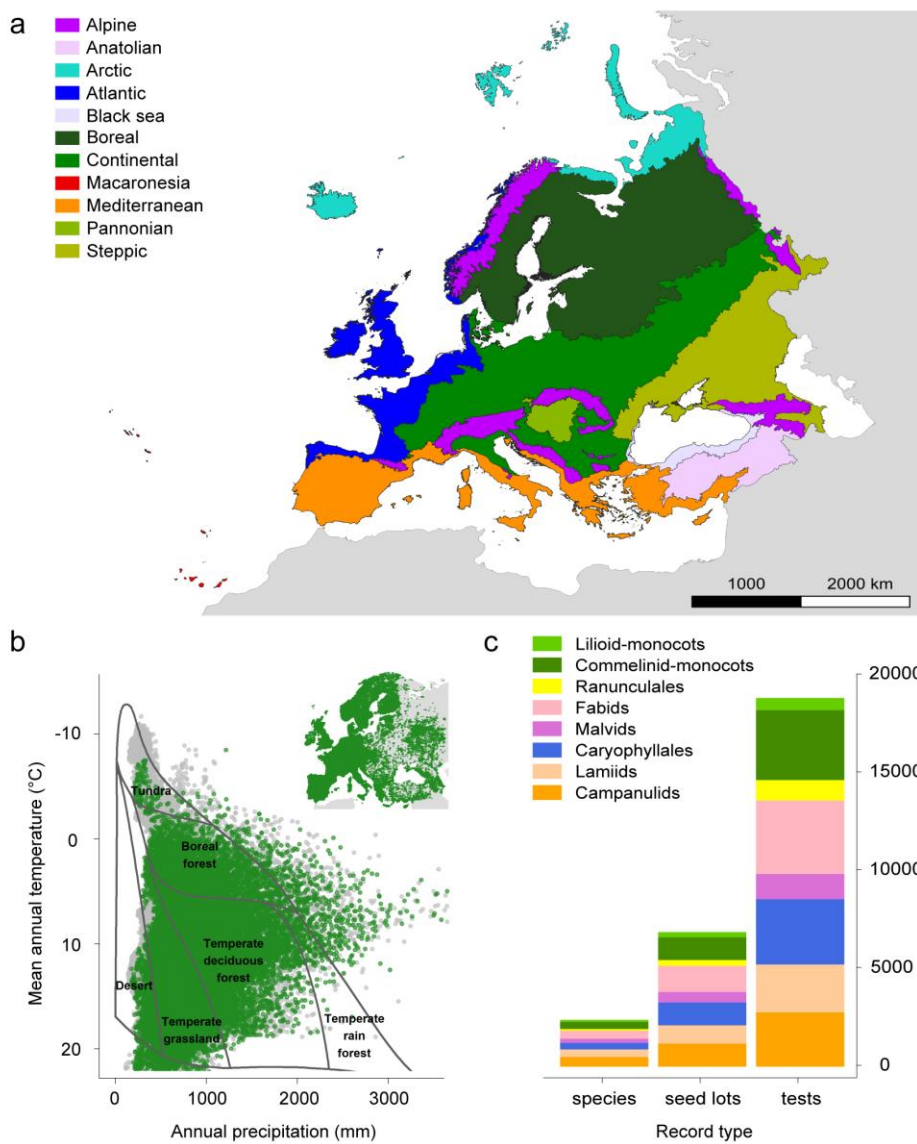 a
Alpine
Anatolian
Arctic
Atlantic
Black sea
Boreal
Continental
Macaronesia
Mediterranean
Pannonian
Steppic
1000
2000 km
b
Mean annual temperature (°C)
-10
0
10
20
Tundra
Boreal
forest
Temperate
deciduous
forest
Desert
Temperate
grassland
Temperate
rain
forest
0
1000
2000
3000
Annual precipitation (mm)
c
Lilioid-monocots
Commelinid-monocots
Ranunculales
Fabids
Malvids
Caryophyllales
Lamiids
Campanulids
20000
15000
10000
5000
0
species
seed lots
tests
Record type